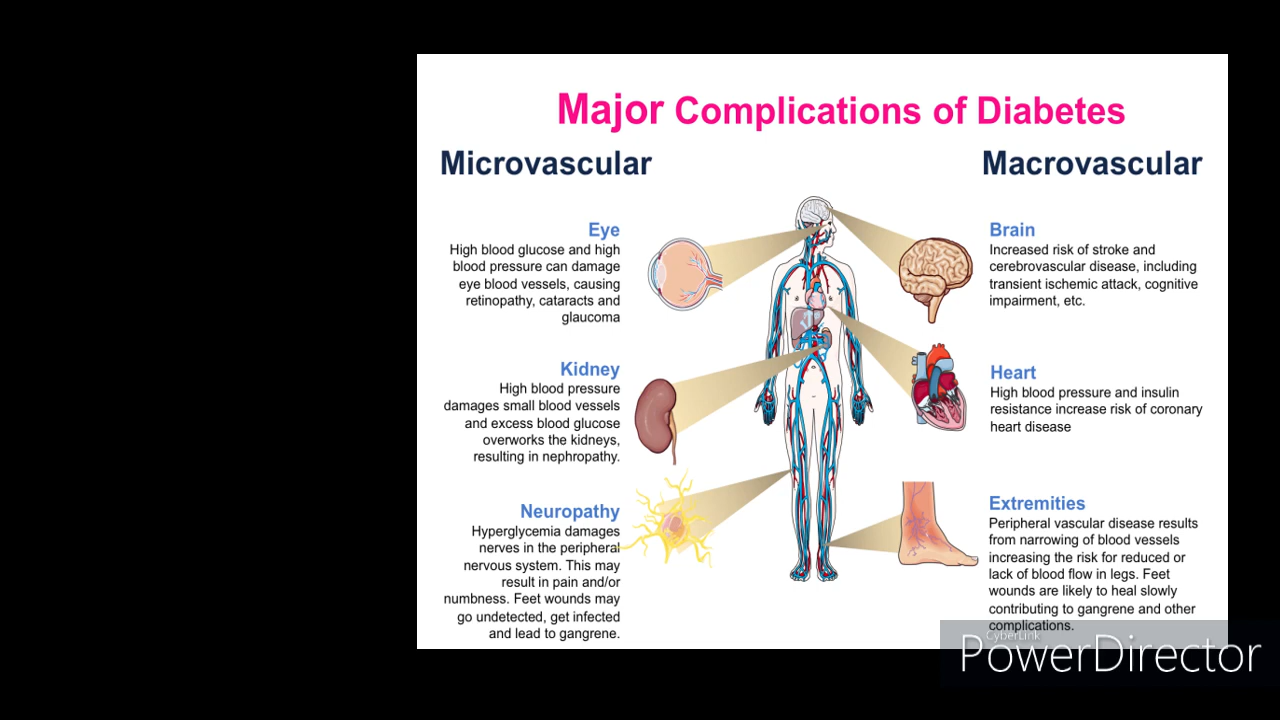 Major Complications of Diabetes
Microvascular
Macrovascular
Eye
High blood glucose and high
blood pressure can damage
eye blood vessels, causing
retinopathy, cataracts and
glaucoma
Kidney
High blood pressure
damages small blood vessels
and excess blood glucose
overworks the kidneys,
resulting in nephropathy.
Neuropathy
Hyperglycemia damages
nerves in the peripheral
nervous system. This may
result in pain and/or
numbness. Feet wounds may
go undetected, get infected
and lead to gangrene.
Brain
Increased risk of stroke and
cerebrovascular disease, including
transient ischemic attack, cognitive
impairment, etc.
Heart
High blood pressure and insulin
resistance increase risk of coronary
heart disease
Extremities
Peripheral vascular disease results
from narrowing of blood vessels
increasing the risk for reduced or
lack of blood flow in legs. Feet
wounds are likely to heal slowly
contributing to gangrene and other
complications.
CyberLink
PowerDirector